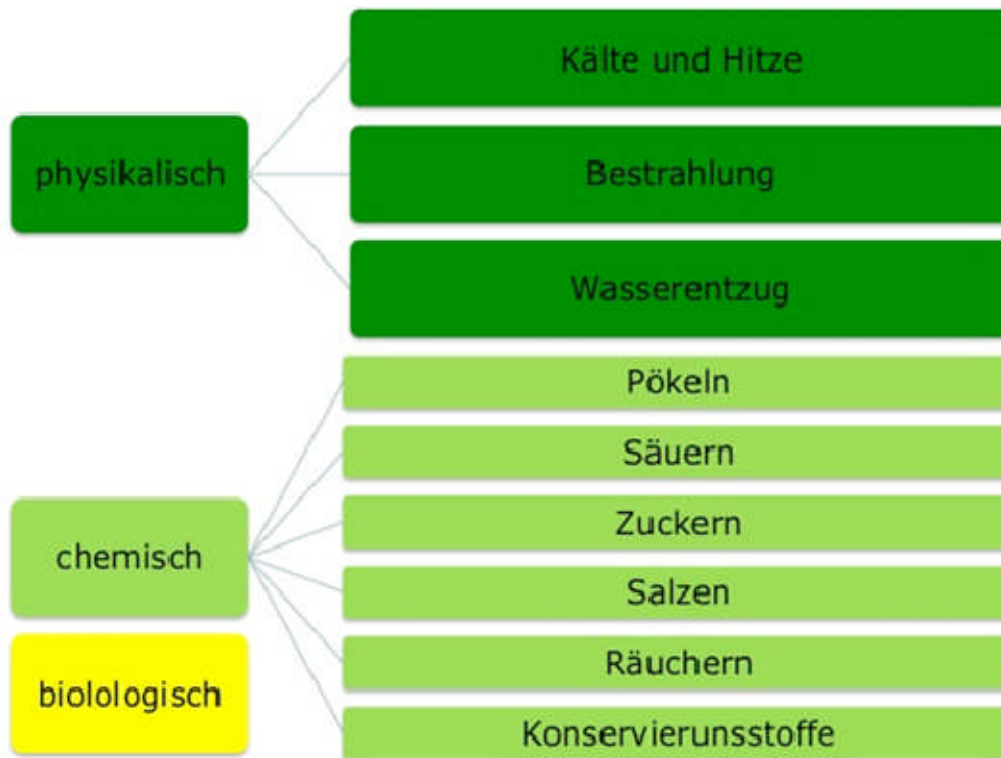 physikalisch
Kälte und Hitze
Bestrahlung
Wasserentzug
chemisch
Pökeln
Säuern
Zuckern
Salzen
Räuchern
Konservierunsstoffe
biolologisch